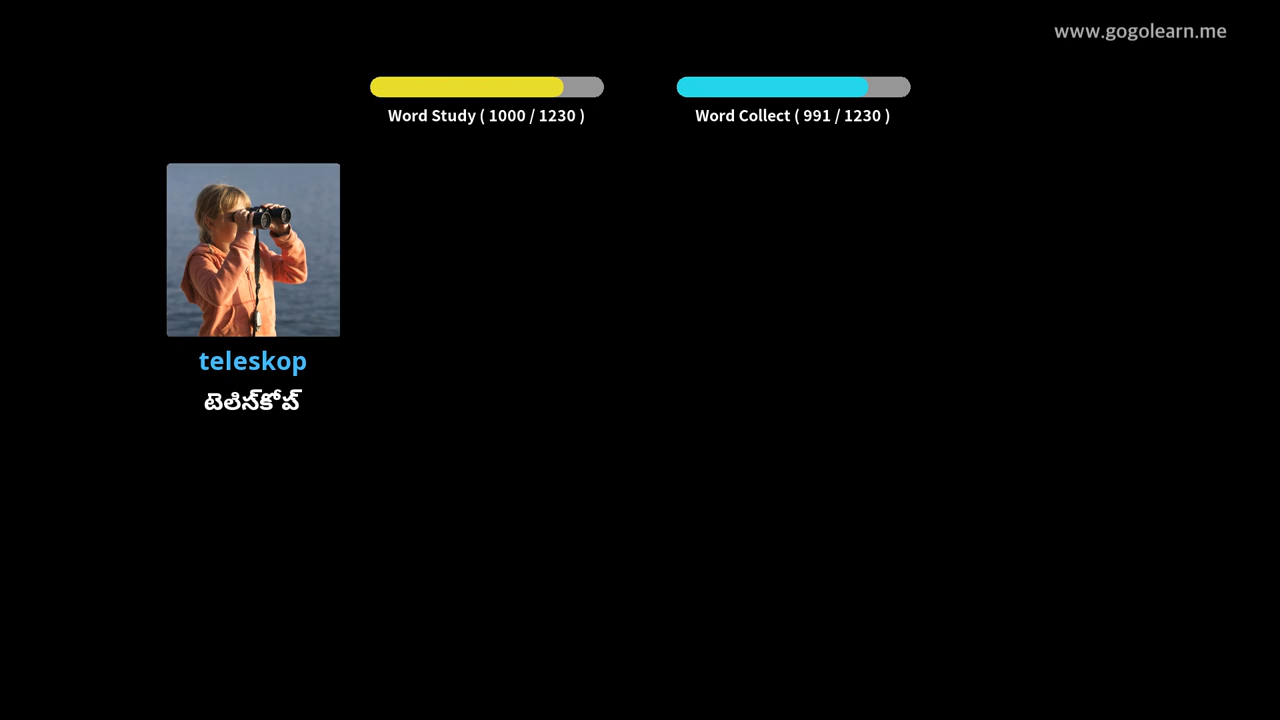 www.gogolearn.me
Word Study ( 1000 / 1230 )
Word Collect ( 991 / 1230 )
teleskop
టెలిస్‌కోప్